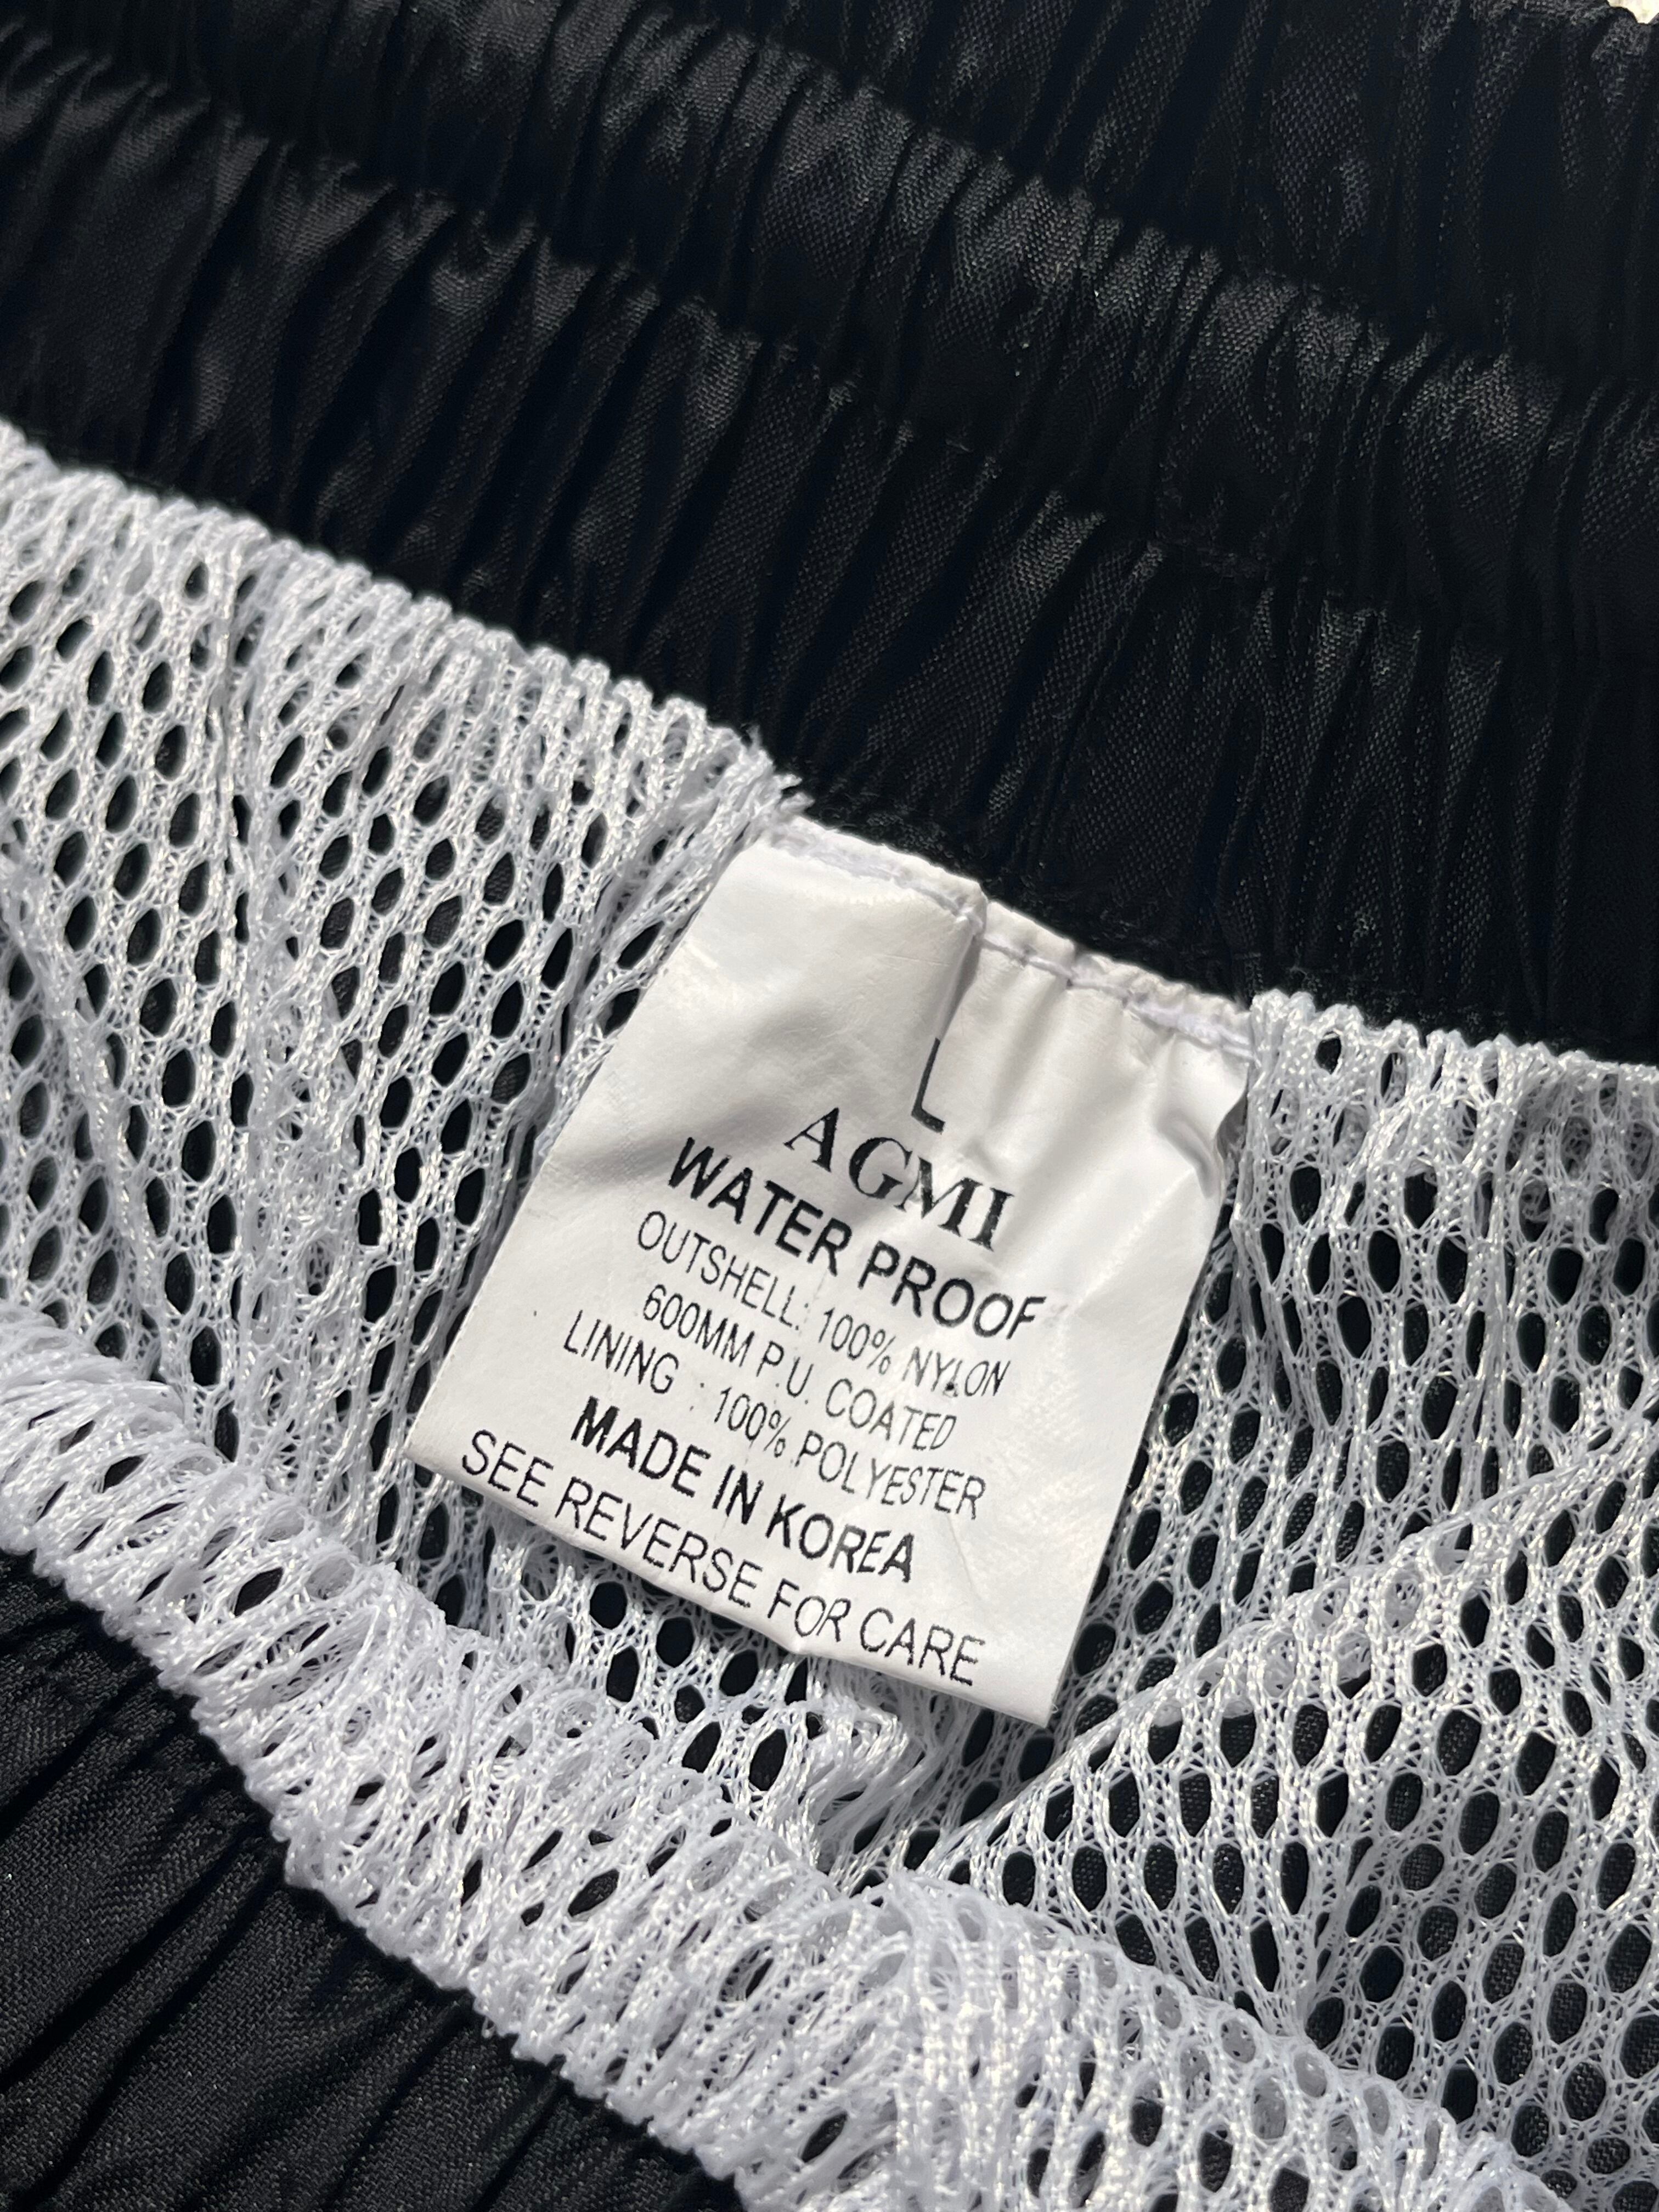 L
AGMI
WATER PROOF
OUTSHELL: 100% NYLON
600MM P.U. COATED
LINING : 100% POLYESTER
MADE IN KOREA
SEE REVERSE FOR CARE